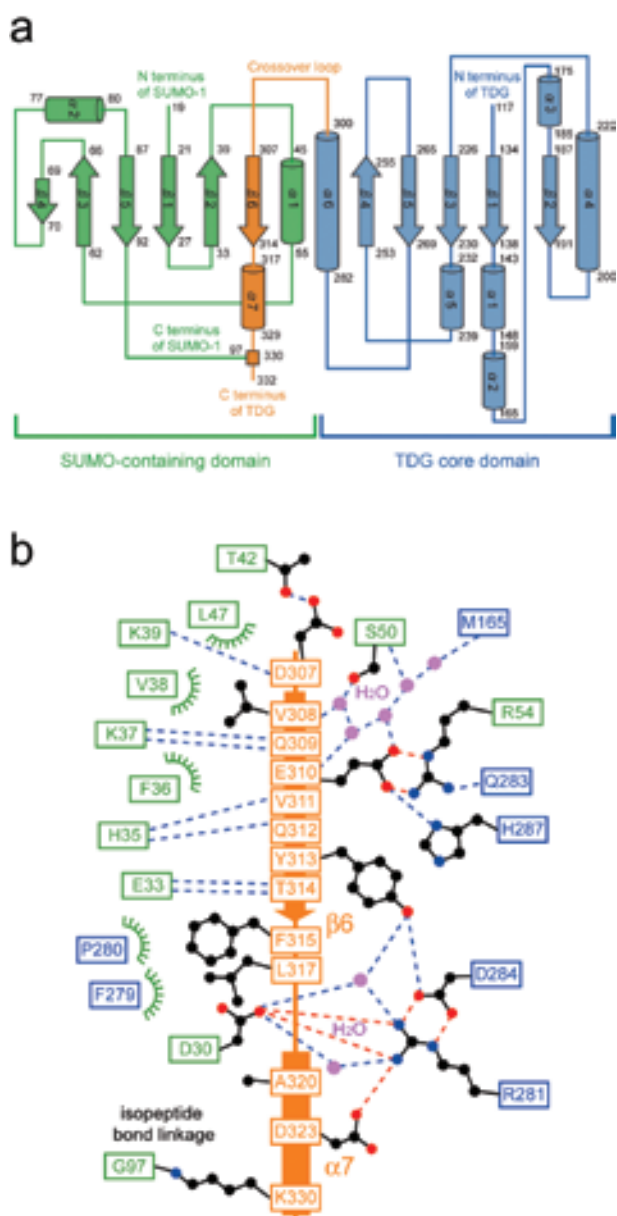 a
N terminus
of SUMO-1
Crossover loop
N terminus
of TDG
77
α2
80
19
300
117
175
α3
185
222
69
66
87
21
39
307
45
255
265
226
134
187
β4
β3
β5
β1
β2
β6
α1
α6
β4
β5
β3
β1
β2
α4
70
62
92
27
33
314
55
253
269
230
138
191
317
282
232
143
200
α7
α5
α1
C terminus
of SUMO-1
329
239
148
97
330
159
332
α2
C terminus
of TDG
165
SUMO-containing domain
TDG core domain
b
T42
L47
K39
S50
M165
D307
V38
H2O
V308
R54
K37
Q309
E310
Q283
F36
V311
H35
Q312
H287
Y313
E33
T314
β6
P280
F315
F279
L317
D284
D30
H2O
A320
R281
isopeptide
bond linkage
D323
α7
G97
K330